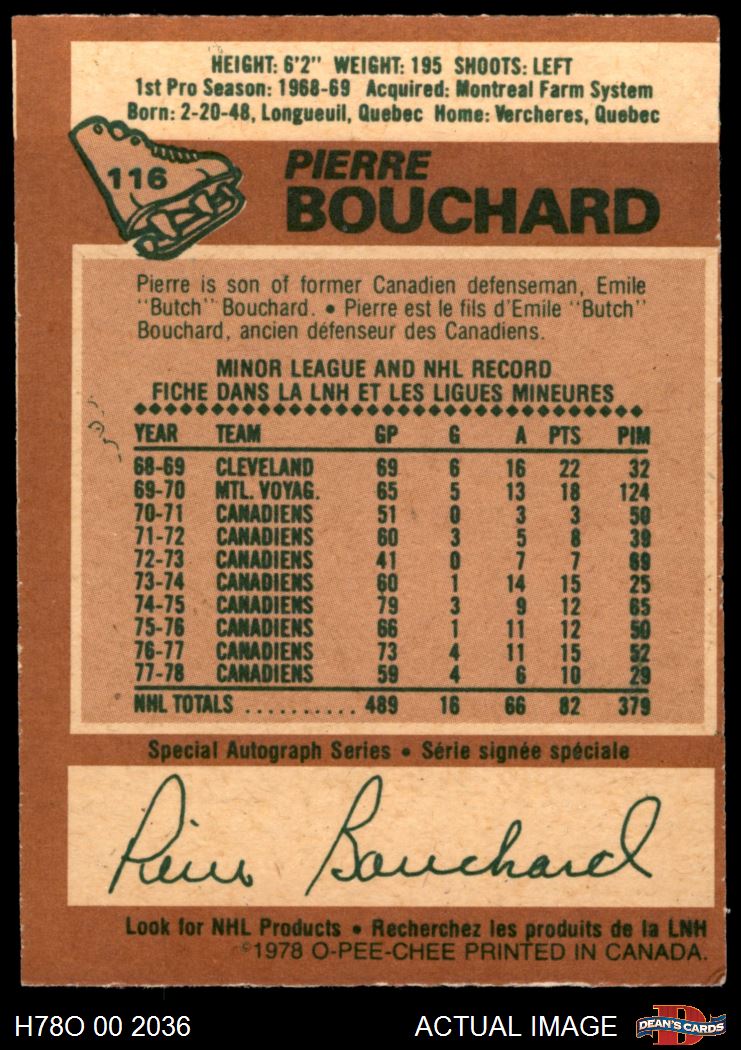 HEIGHT: 6'2" WEIGHT: 195 SHOOTS: LEFT
1st Pro Season: 1968-69 Acquired: Montreal Farm System
Born: 2-20-48, Longueuil, Quebec Home: Vercheres, Quebec
116
PIERRE
BOUCHARD
Pierre is son of former Canadien defenseman, Emile
"Butch" Bouchard. • Pierre est le fils d'Emile "Butch"
Bouchard, ancien défenseur des Canadiens.
MINOR LEAGUE AND NHL RECORD
FICHE DANS LA LNH ET LES LIGUES MINEURES
YEAR TEAM GP G A PTS PIM
68-69 CLEVELAND 69 6 16 22 32
69-70 MTL. VOYAG. 65 5 13 18 124
70-71 CANADIENS 51 0 3 3 50
71-72 CANADIENS 60 3 5 8 39
72-73 CANADIENS 41 0 7 7 69
73-74 CANADIENS 60 1 14 15 25
74-75 CANADIENS 79 3 9 12 65
75-76 CANADIENS 66 1 11 12 50
76-77 CANADIENS 73 4 11 15 52
77-78 CANADIENS 59 4 6 10 29
NHL TOTALS .......... 489 16 66 82 379
Special Autograph Series • Série signée spéciale
Pierre Bouchard
Look for NHL Products • Recherchez les produits de la LNH
©1978 O-PEE-CHEE PRINTED IN CANADA.
H78O 00 2036 ACTUAL IMAGE DEAN'S CARDS